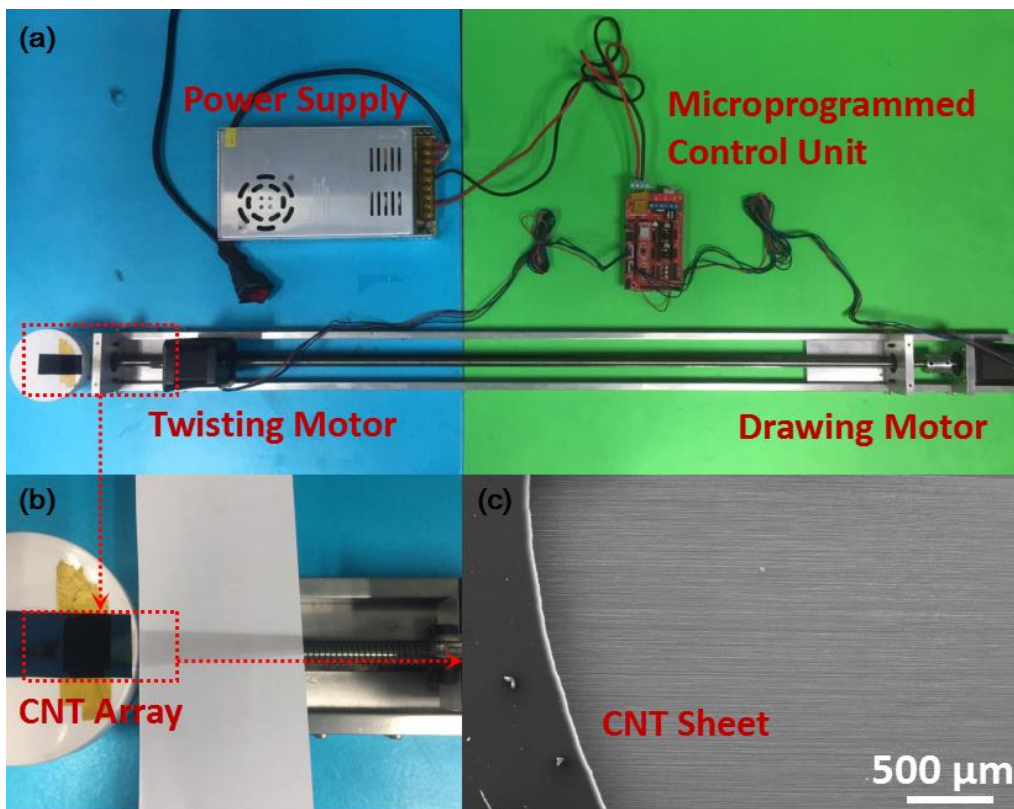 (a)
Power Supply
Microprogrammed
Control Unit
Twisting Motor
Drawing Motor
(b)
CNT Array
(c)
CNT Sheet
500 μm